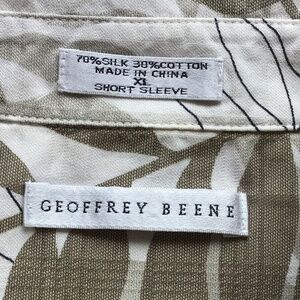 70%SILK 30%COTTON
MADE IN CHINA
XL
SHORT SLEEVE
GEOFFREY BEENE